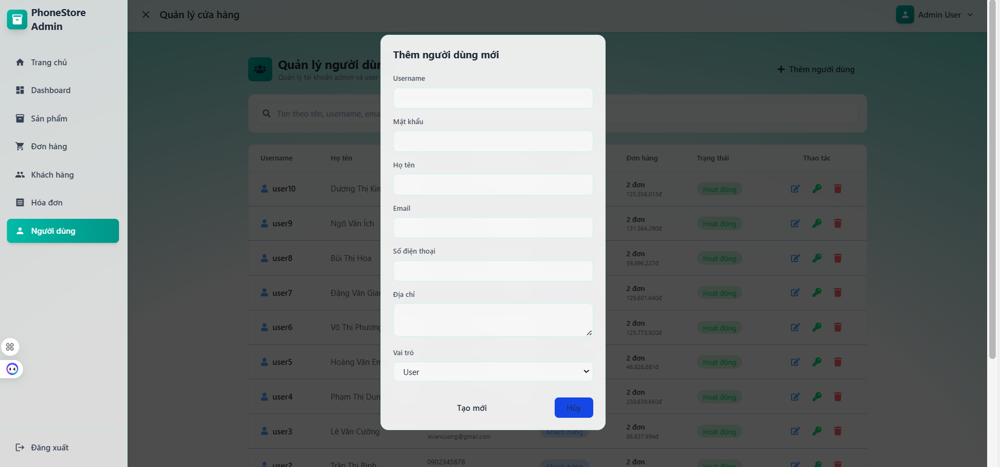 PhoneStore
Admin
Trang chủ
Dashboard
Sản phẩm
Đơn hàng
Khách hàng
Hóa đơn
Người dùng
Đăng xuất
Quản lý cửa hàng
Admin User
Quản lý người dùn
Quản lý tài khoản admin và user
Thêm người dùng
Tìm theo tên, username, ema
Username Họ tên Đơn hàng Trạng thái Thao tác
user10 Dương Thị Kim 2 đơn Hoạt động
125.556.013đ
user9 Ngô Văn Ích 2 đơn Hoạt động
131.564.290đ
user8 Bùi Thị Hoa 2 đơn Hoạt động
59.896.227đ
user7 Đặng Văn Gian 2 đơn Hoạt động
129.601.640đ
user6 Võ Thị Phương 2 đơn Hoạt động
125.773.920đ
user5 Hoàng Văn Em 2 đơn Hoạt động
46.828.881đ
user4 Phạm Thị Dun 2 đơn Hoạt động
230.639.660đ
user3 Lê Văn Cường levancuong@gmail.com Khách hàng 2 đơn Hoạt động
86.837.994đ
user2 Trần Thị Bình 0902345678 Khách hàng 2 đơn Hoạt động
Thêm người dùng mới
Username
Mật khẩu
Họ tên
Email
Số điện thoại
Địa chỉ
Vai trò
User
Tạo mới
Hủy